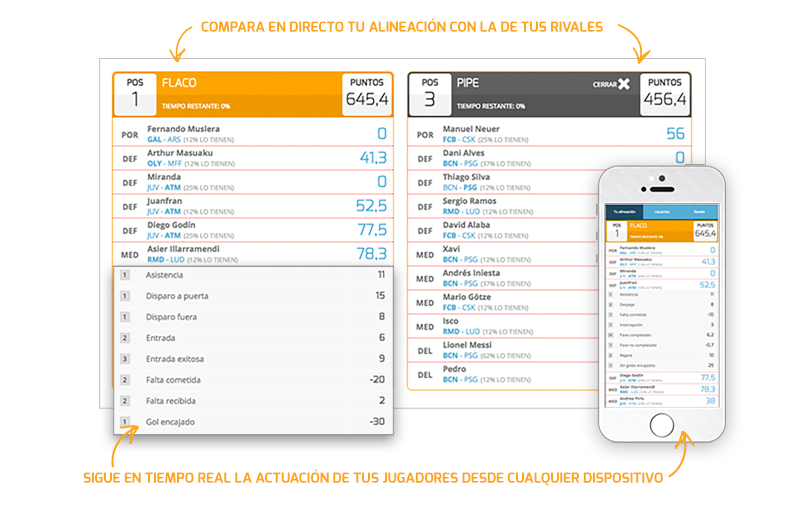 COMPARA EN DIRECTO TU ALINEACIÓN CON LA DE TUS RIVALES
POS
1
FLACO
TIEMPO RESTANTE: 0%
PUNTOS
645,4
POR
Fernando Muslera
GAL - ARS (12% LO TIENEN)
0
DEF
Arthur Masuaku
OLY - MFF (12% LO TIENEN)
41,3
DEF
Miranda
JUV - ATM (25% LO TIENEN)
0
DEF
Juanfran
JUV - ATM (12% LO TIENEN)
52,5
DEF
Diego Godín
JUV - ATM (25% LO TIENEN)
77,5
MED
Asier Illarramendi
RMD - LUD (12% LO TIENEN)
78,3
1 Asistencia 11
1 Disparo a puerta 15
1 Disparo fuera 8
2 Entrada 6
3 Entrada exitosa 9
2 Falta cometida -20
2 Falta recibida 2
1 Gol encajado -30
POS
3
PIPE
TIEMPO RESTANTE: 0%
CERRAR
PUNTOS
456,4
POR
Manuel Neuer
FCB - CSK (25% LO TIENEN)
56
DEF
Dani Alves
BCN - PSG (37% LO TIENEN)
0
DEF
Thiago Silva
BCN - PSG (12% LO TIENEN)
DEF
Sergio Ramos
RMD - LUD (37% LO TIENEN)
DEF
David Alaba
FCB - CSK (12% LO TIENEN)
MED
Xavi
BCN - PSG (12% LO TIENEN)
MED
Andrés Iniesta
BCN - PSG (37% LO TIENEN)
MED
Mario Götze
FCB - CSK (12% LO TIENEN)
MED
Isco
RMD - LUD (12% LO TIENEN)
DEL
Lionel Messi
BCN - PSG (62% LO TIENEN)
DEL
Pedro
BCN - PSG (12% LO TIENEN)
Tu alineación
POS
1
FLACO
TIEMPO RESTANTE: 0%
PUNTOS
645,4
POR
Fernando Muslera
0
DEF
Arthur Masuaku
41,3
DEF
Miranda
0
DEF
Juanfran
52,5
Asistencia 11
Despeje 8
Falta cometida -10
Intercepción 3
Pase completado 6,2
Pase no completado -0,7
Regate 10
Sin goles encajados 25
DEF
Diego Godín
77,5
MED
Asier Illarramendi
78,3
MED
Andrea Pirlo
38
SIGUE EN TIEMPO REAL LA ACTUACIÓN DE TUS JUGADORES DESDE CUALQUIER DISPOSITIVO